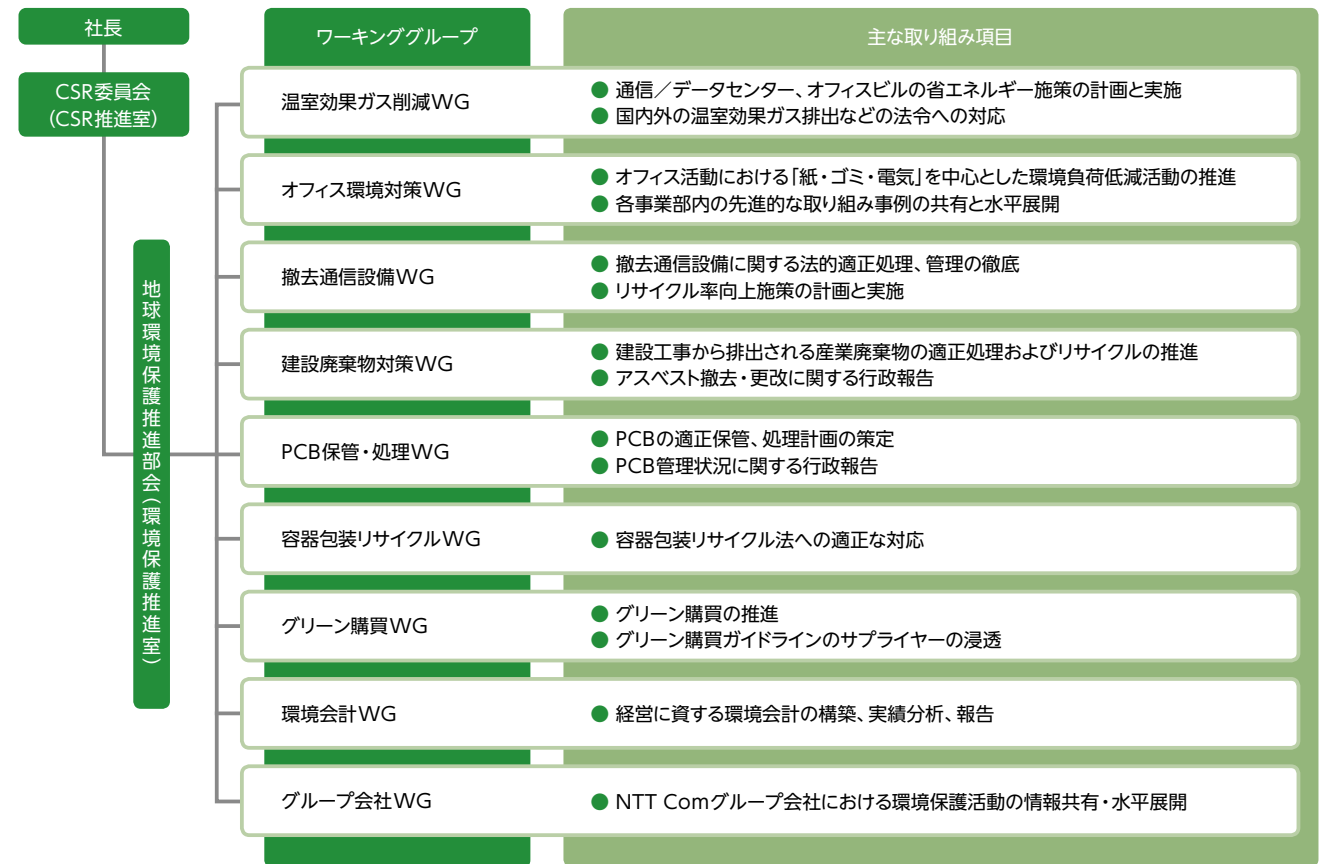 社長
CSR委員会
(CSR推進室)
地球環境保護推進部会(環境保護推進室)
ワーキンググループ
主な取り組み項目
温室効果ガス削減WG
● 通信／データセンター、オフィスビルの省エネルギー施策の計画と実施
● 国内外の温室効果ガス排出などの法令への対応
オフィス環境対策WG
● オフィス活動における「紙・ゴミ・電気」を中心とした環境負荷低減活動の推進
● 各事業部内の先進的な取り組み事例の共有と水平展開
撤去通信設備WG
● 撤去通信設備に関する法的適正処理、管理の徹底
● リサイクル率向上施策の計画と実施
建設廃棄物対策WG
● 建設工事から排出される産業廃棄物の適正処理およびリサイクルの推進
● アスベスト撤去・更改に関する行政報告
PCB保管・処理WG
● PCBの適正保管、処理計画の策定
● PCB管理状況に関する行政報告
容器包装リサイクルWG
● 容器包装リサイクル法への適正な対応
グリーン購買WG
● グリーン購買の推進
● グリーン購買ガイドラインのサプライヤーの浸透
環境会計WG
● 経営に資する環境会計の構築、実績分析、報告
グループ会社WG
● NTT Comグループ会社における環境保護活動の情報共有・水平展開